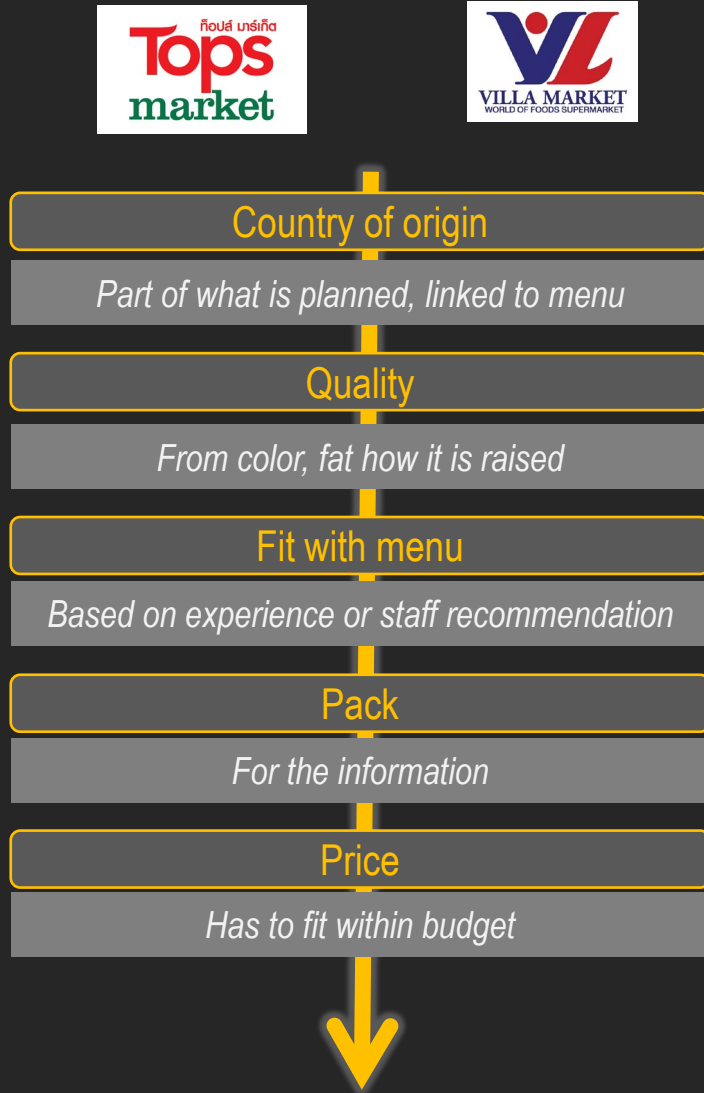 ท็อปส์ มาร์เก็ต
Tops
market
VL
VILLA MARKET
WORLD OF FOODS SUPERMARKET
Country of origin
Part of what is planned, linked to menu
Quality
From color, fat how it is raised
Fit with menu
Based on experience or staff recommendation
Pack
For the information
Price
Has to fit within budget